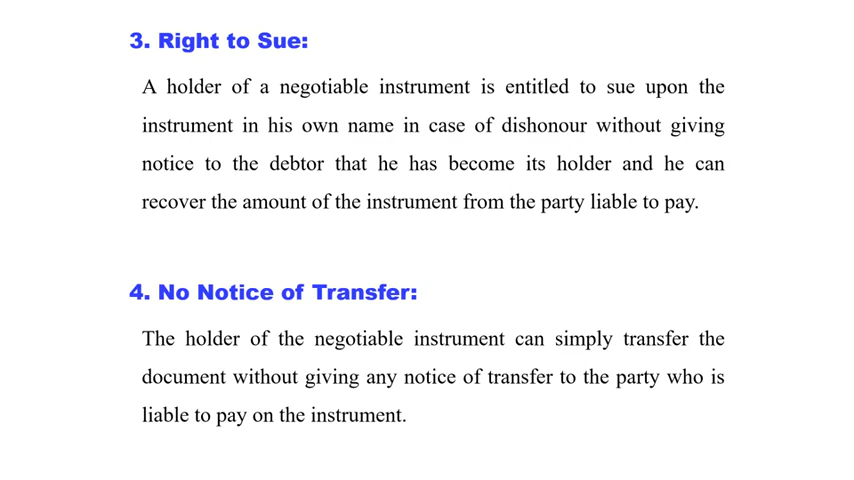 3. Right to Sue:
A holder of a negotiable instrument is entitled to sue upon the
instrument in his own name in case of dishonour without giving
notice to the debtor that he has become its holder and he can
recover the amount of the instrument from the party liable to pay.
4. No Notice of Transfer:
The holder of the negotiable instrument can simply transfer the
document without giving any notice of transfer to the party who is
liable to pay on the instrument.